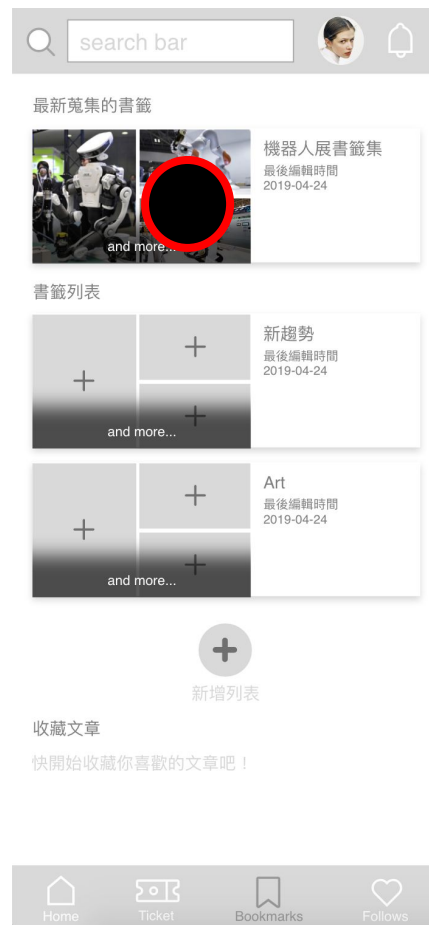 search bar
最新蒐集的書籤
機器人展書籤集
最後編輯時間
2019-04-24
and more...
書籤列表
新趨勢
最後編輯時間
2019-04-24
and more...
Art
最後編輯時間
2019-04-24
and more...
新增列表
收藏文章
快開始收藏你喜歡的文章吧！
Home
Ticket
Bookmarks
Follows